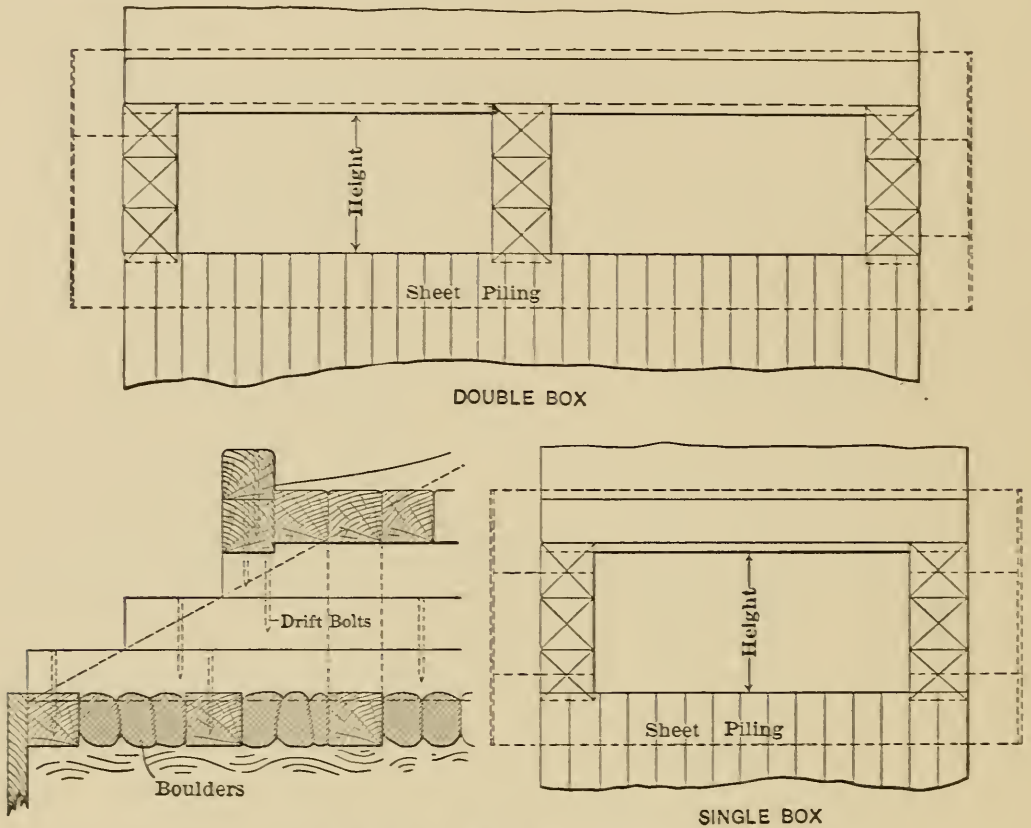 Height
Sheet Piling
DOUBLE BOX
Drift Bolts
Boulders
Height
Sheet Piling
SINGLE BOX